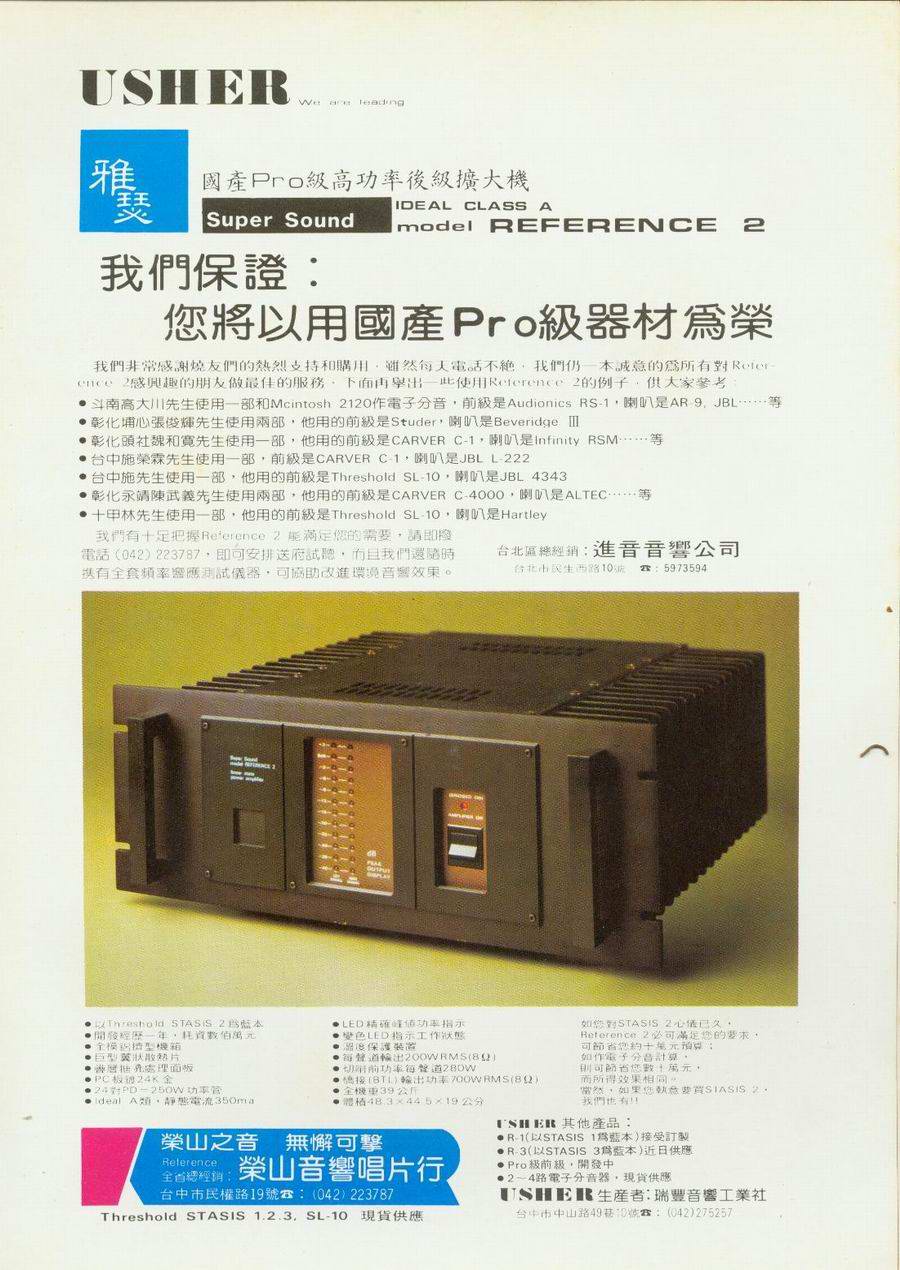 USHER We are leading
雅瑟
國產Pro級高功率後級擴大機
Super Sound IDEAL CLASS A
model REFERENCE 2
我們保證：
您將以用國產Pro級器材為榮
我們非常感謝燒友們的熱烈支持和購用，雖然每天電話不絕，我們仍一本誠意的為所有對Refer-
ence 2感興趣的朋友做最佳的服務，下面再舉出一些使用Reference 2的例子，供大家參考：
●斗南高大川先生使用一部和Mcintosh 2120作電子分音，前級是Audionics RS-1，喇叭是AR-9, JBL……等
●彰化埔心張俊輝先生使用兩部，他用的前級是Studer，喇叭是Beveridge Ⅲ
●彰化頭社魏和寬先生使用一部，他用的前級是CARVER C-1，喇叭是Infinity RSM……等
●台中施榮霖先生使用一部，前級是CARVER C-1，喇叭是JBL L-222
●台中施先生使用一部，他用的前級是Threshold SL-10，喇叭是JBL 4343
●彰化永靖陳武義先生使用兩部，他用的前級是CARVER C-4000，喇叭是ALTEC……等
●十甲林先生使用一部，他用的前級是Threshold SL-10，喇叭是Hartley
我們有十足把握Reference 2 能滿足您的需要，請即撥
電話（042）223787，即可安排送府試聽，而且我們還隨時
携有全套頻率響應測試儀器，可協助改進環境音響效果。
台北區總經銷：進音音響公司
台北市民生西路10號 ☎：5973594
Super Sound
model REFERENCE 2
linear state
power amplifier
dB
PEAK
OUTPUT
DISPLAY
AMPLIFIER ON
●以Threshold STASIS 2為藍本
●開發經歷一年，耗資數佰萬元
●全模鋁擠型機箱
●巨型翼狀散熱片
●處理面板
●PC板鍍24K金
●24對PD=250W功率管
●Ideal A類，靜態電流350ma
●LED精確峰值功率指示
●變色LED指示工作狀態
●溫度保護裝置
●每聲道輸出200WRMS(8Ω)
●切削前功率每聲道280W
●橋接(BTL)輸出功率700WRMS(8Ω)
●全機重39公斤
●體積48.3×44.5×19公分
如您對STASIS 2心儀已久，
Reference 2必可滿足您的要求，
可節省您約十萬元預算；
如作電子分音計算，
則可節省您數十萬元，
而所得效果相同。
當然，如果您執意要買STASIS 2，
我們也有!!
榮山之音 無懈可擊
Reference
全省總經銷：榮山音響唱片行
台中市民權路19號☎：(042) 223787
Threshold STASIS 1.2.3, SL-10 現貨供應
USHER 其他產品：
●R-1(以STASIS 1為藍本)接受訂製
●R-3(以STASIS 3為藍本)近日供應
●Pro級前級，開發中
●2～4路電子分音器，現貨供應
USHER 生產者：瑞豐音響工業社
台中市中山路49巷10號☎：(042)275257